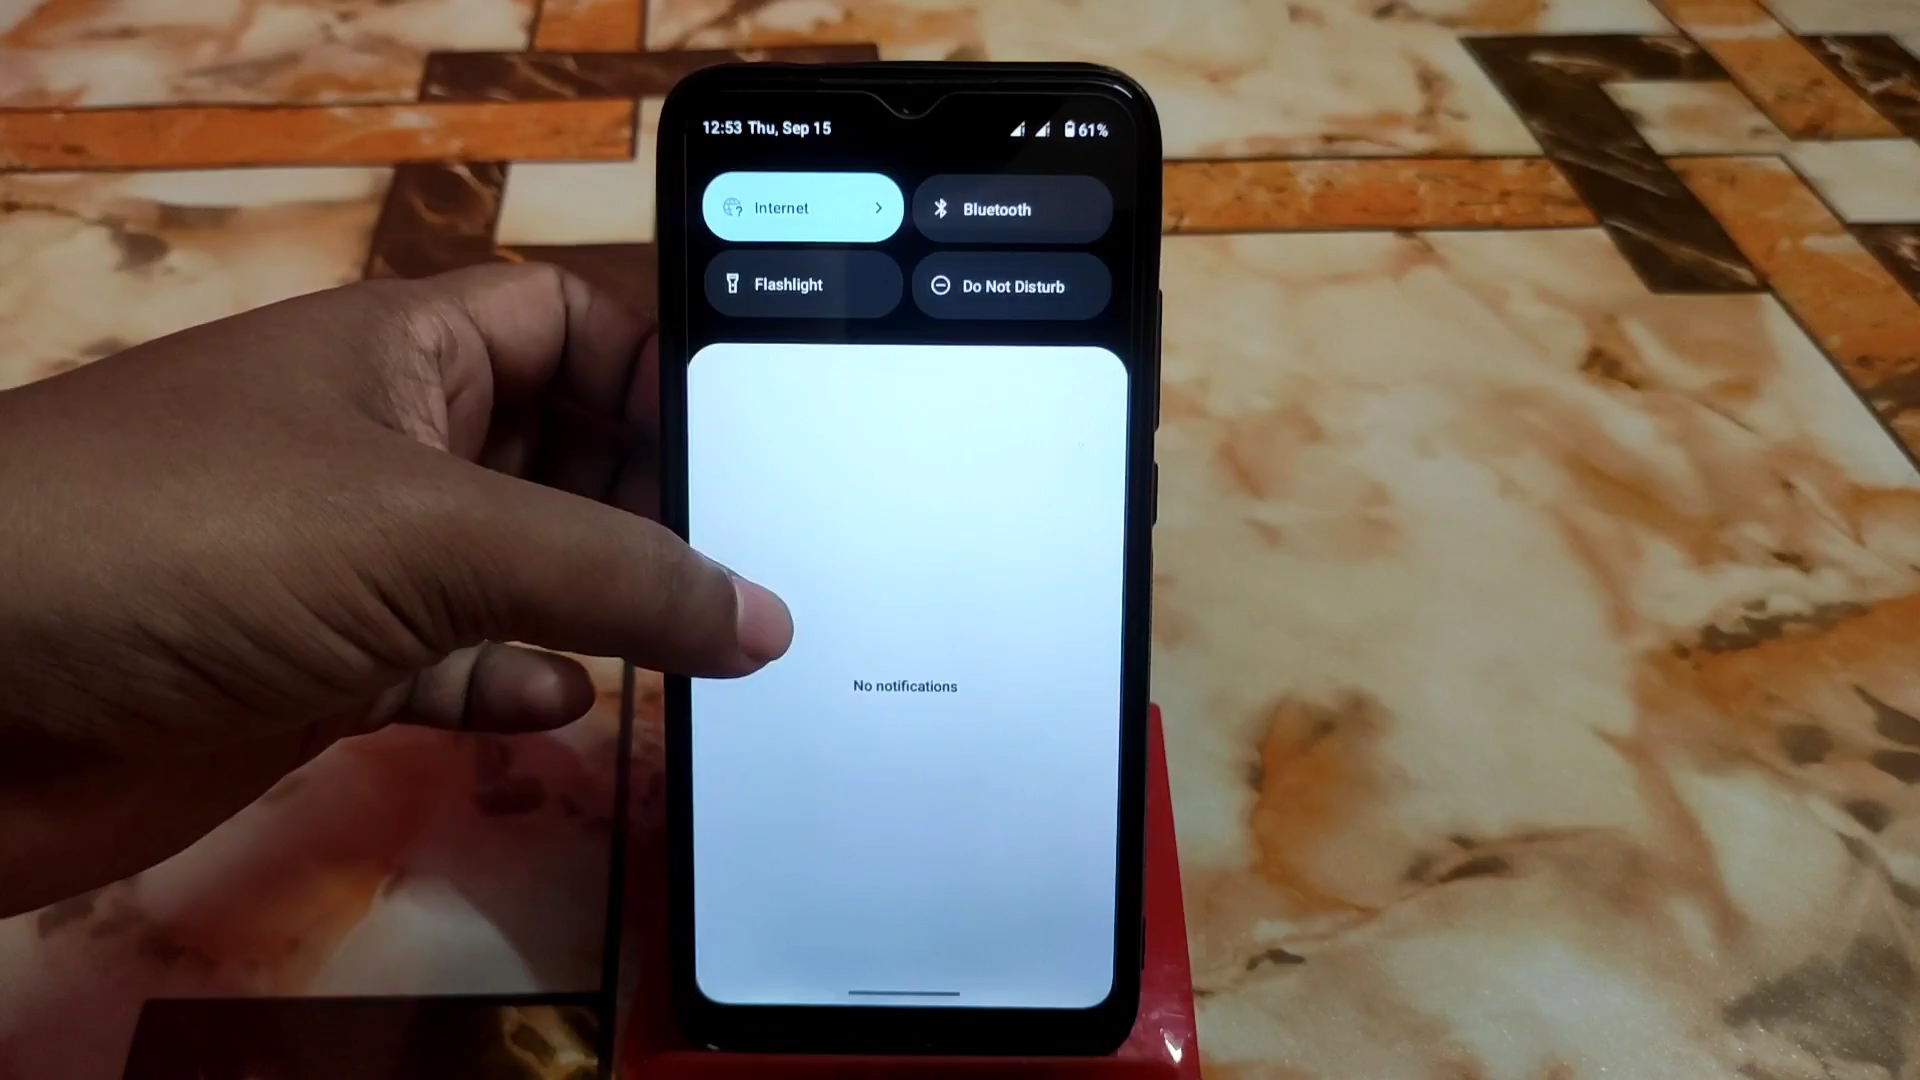 12:53 Thu, Sep 15 61%
Internet Bluetooth
Flashlight Do Not Disturb
No notifications